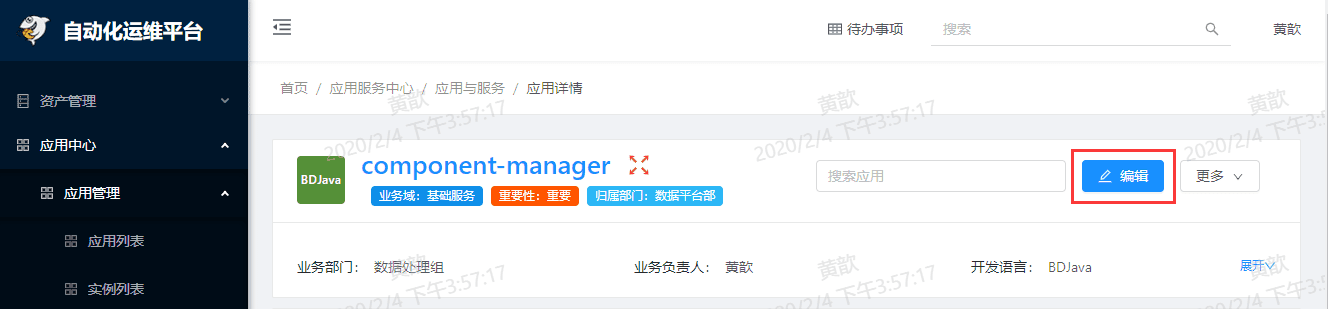 自动化运维平台
待办事项
搜索
黄歆
资产管理
应用中心
应用管理
应用列表
实例列表
首页 / 应用服务中心 / 应用与服务 / 应用详情
BDJava
component-manager
业务域：基础服务
重要性：重要
归属部门：数据平台部
搜索应用
编辑
更多
业务部门： 数据处理组
业务负责人： 黄歆
开发语言： BDJava
展开
黄歆
2020/2/4 下午3:57:17
黄歆
2020/2/4 下午3:57:17
黄歆
2020/2/4 下午3:57:17
黄歆
2020/2/4 下午3:57:17
黄歆
2020/2/4 下午3:57:17
黄歆
2020/2/4 下午3:57:17